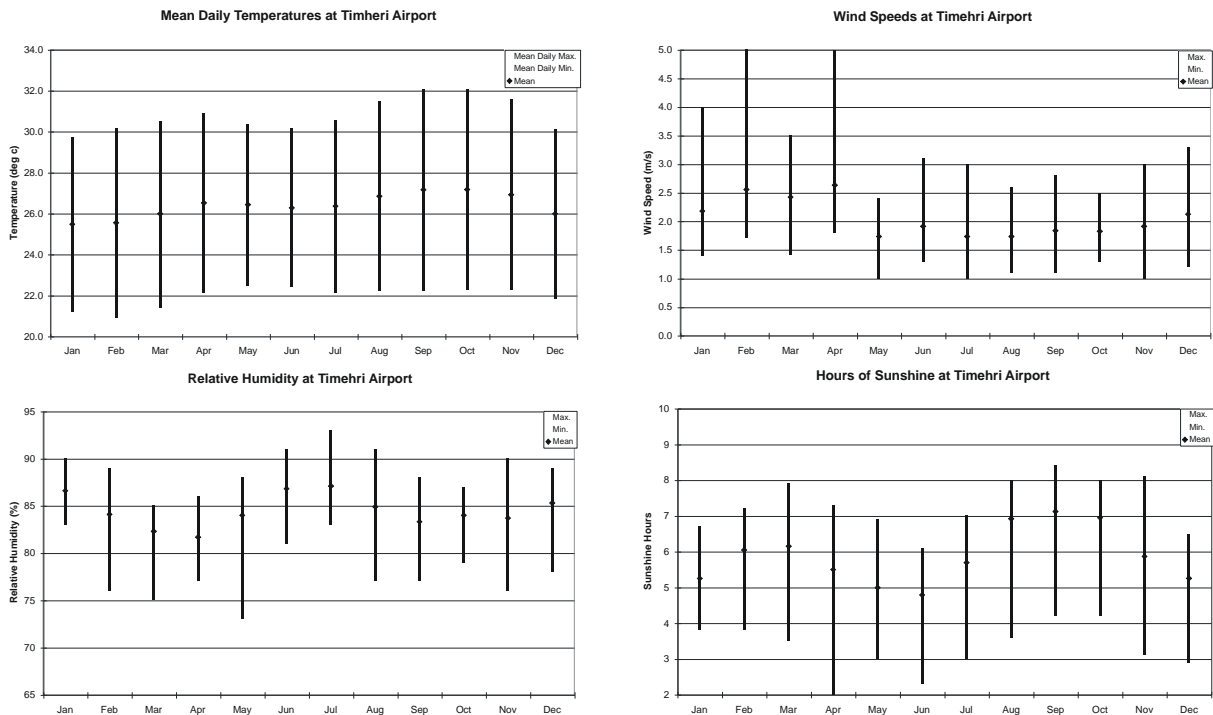 Mean Daily Temperatures at Timheri Airport
34.0
32.0
30.0
28.0
26.0
24.0
22.0
20.0
Temperature (deg c)
Mean Daily Max.
Mean Daily Min.
Mean
Jan Feb Mar Apr May Jun Jul Aug Sep Oct Nov Dec
Wind Speeds at Timehri Airport
5.0
4.5
4.0
3.5
3.0
2.5
2.0
1.5
1.0
0.5
0.0
Wind Speed (m/s)
Max.
Min.
Mean
Jan Feb Mar Apr May Jun Jul Aug Sep Oct Nov Dec
Relative Humidity at Timehri Airport
95
90
85
80
75
70
65
Relative Humidity (%)
Max.
Min.
Mean
Jan Feb Mar Apr May Jun Jul Aug Sep Oct Nov Dec
Hours of Sunshine at Timehri Airport
10
9
8
7
6
5
4
3
2
Sunshine Hours
Max.
Min.
Mean
Jan Feb Mar Apr May Jun Jul Aug Sep Oct Nov Dec